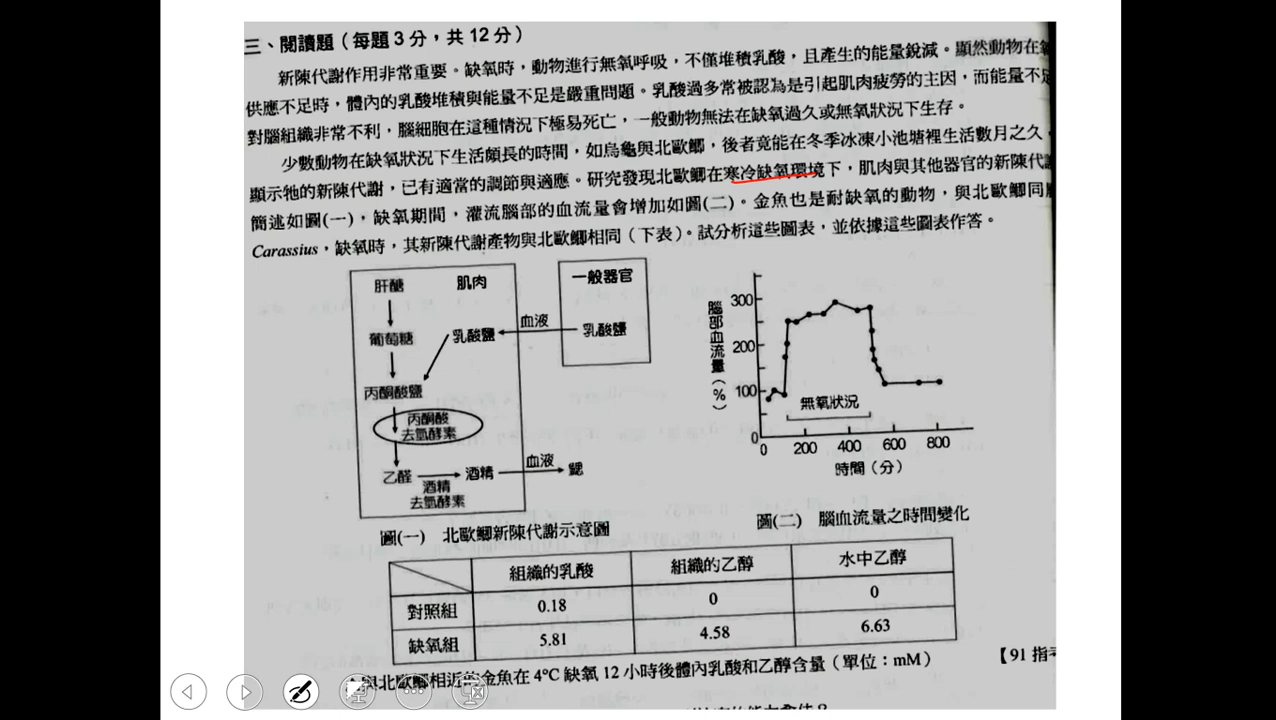 三、閱讀題（每題3分，共12分）
新陳代謝作用非常重要。缺氧時，動物進行無氧呼吸，不僅堆積乳酸，且產生的能量銳減。顯然動物在氧
供應不足時，體內的乳酸堆積與能量不足是嚴重問題。乳酸過多常被認為是引起肌肉疲勞的主因，而能量不足
對腦組織非常不利，腦細胞在這種情況下極易死亡，一般動物無法在缺氧過久或無氧狀況下生存。
少數動物在缺氧狀況下生活頗長的時間，如烏龜與北歐鯽，後者竟能在冬季冰凍小池塘裡生活數月之久，
顯示牠的新陳代謝，已有適當的調節與適應。研究發現北歐鯽在寒冷缺氧環境下，肌肉與其他器官的新陳代謝
簡述如圖(一)，缺氧期間，灌流腦部的血流量會增加如圖(二)。金魚也是耐缺氧的動物，與北歐鯽同
Carassius，缺氧時，其新陳代謝產物與北歐鯽相同（下表）。試分析這些圖表，並依據這些圖表作答。
肝醣 肌肉 一般器官
葡萄糖 乳酸鹽 血液 乳酸鹽
丙酮酸鹽
丙酮酸
去氫酵素
乙醛 酒精 血液 鰓
酒精
去氫酵素
圖(一) 北歐鯽新陳代謝示意圖
腦部血流量（%）
300
200
100
0
無氧狀況
0 200 400 600 800
時間（分）
圖(二) 腦血流量之時間變化
組織的乳酸 組織的乙醇 水中乙醇
對照組 0.18 0 0
缺氧組 5.81 4.58 6.63
與北歐鯽相近的金魚在4°C缺氧12小時後體內乳酸和乙醇含量（單位：mM）
【91指